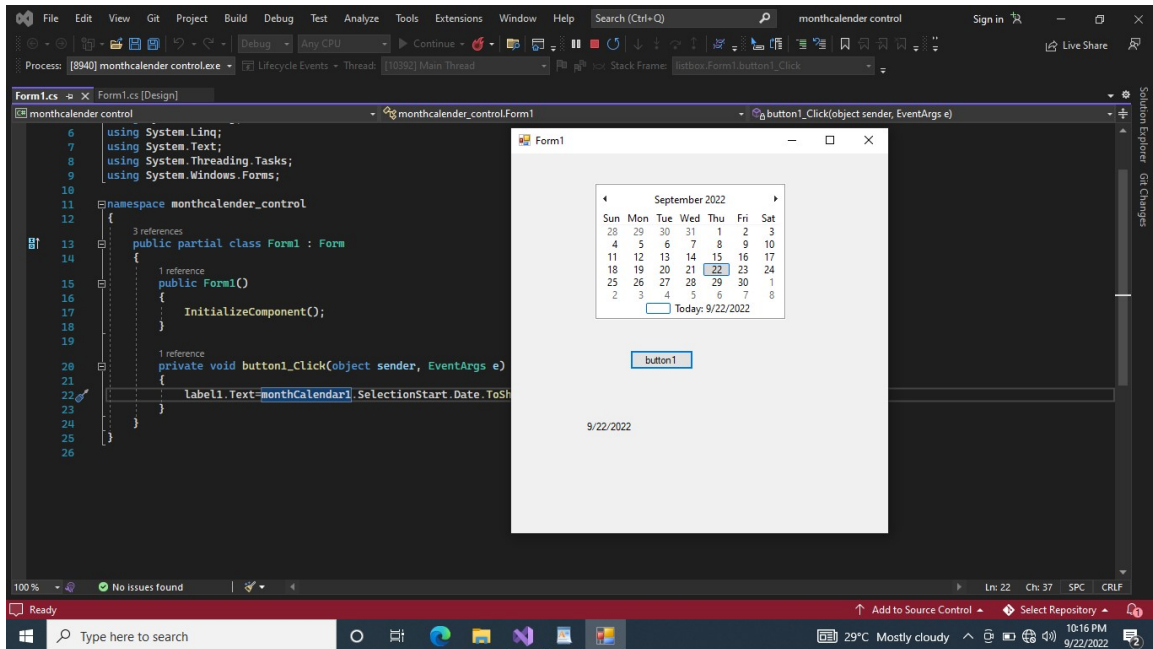 File Edit View Git Project Build Debug Test Analyze Tools Extensions Window Help Search (Ctrl+Q) monthcalender control Sign in
Debug Any CPU Continue Live Share
Process: [8940] monthcalender control.exe Lifecycle Events Thread: [10392] Main Thread Stack Frame: listbox.Form1.button1_Click
Form1.cs Form1.cs [Design]
monthcalender control monthcalender_control.Form1 button1_Click(object sender, EventArgs e)
Solution Explorer
Git Changes
6 using System.Linq;
7 using System.Text;
8 using System.Threading.Tasks;
9 using System.Windows.Forms;
10
11 namespace monthcalender_control
12 {
3 references
13 public partial class Form1 : Form
14 {
1 reference
15 public Form1()
16 {
17 InitializeComponent();
18 }
19
1 reference
20 private void button1_Click(object sender, EventArgs e)
21 {
22 label1.Text=monthCalendar1.SelectionStart.Date.ToSh
23 }
24 }
25 }
26
Form1
September 2022
Sun Mon Tue Wed Thu Fri Sat
28 29 30 31 1 2 3
4 5 6 7 8 9 10
11 12 13 14 15 16 17
18 19 20 21 22 23 24
25 26 27 28 29 30 1
2 3 4 5 6 7 8
Today: 9/22/2022
button1
9/22/2022
100 % No issues found Ln: 22 Ch: 37 SPC CRLF
Ready Add to Source Control Select Repository 1
Type here to search 29°C Mostly cloudy 10:16 PM
9/22/2022 2